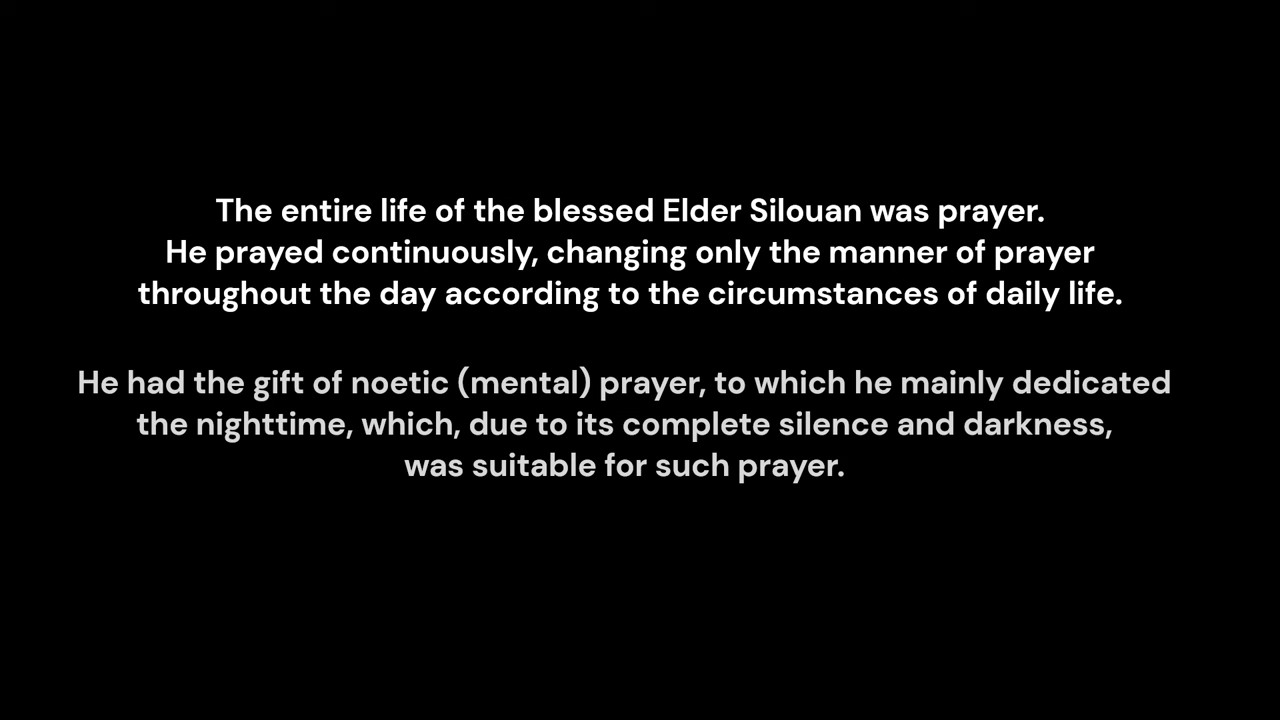 The entire life of the blessed Elder Silouan was prayer.
He prayed continuously, changing only the manner of prayer
throughout the day according to the circumstances of daily life.
He had the gift of noetic (mental) prayer, to which he mainly dedicated
the nighttime, which, due to its complete silence and darkness,
was suitable for such prayer.